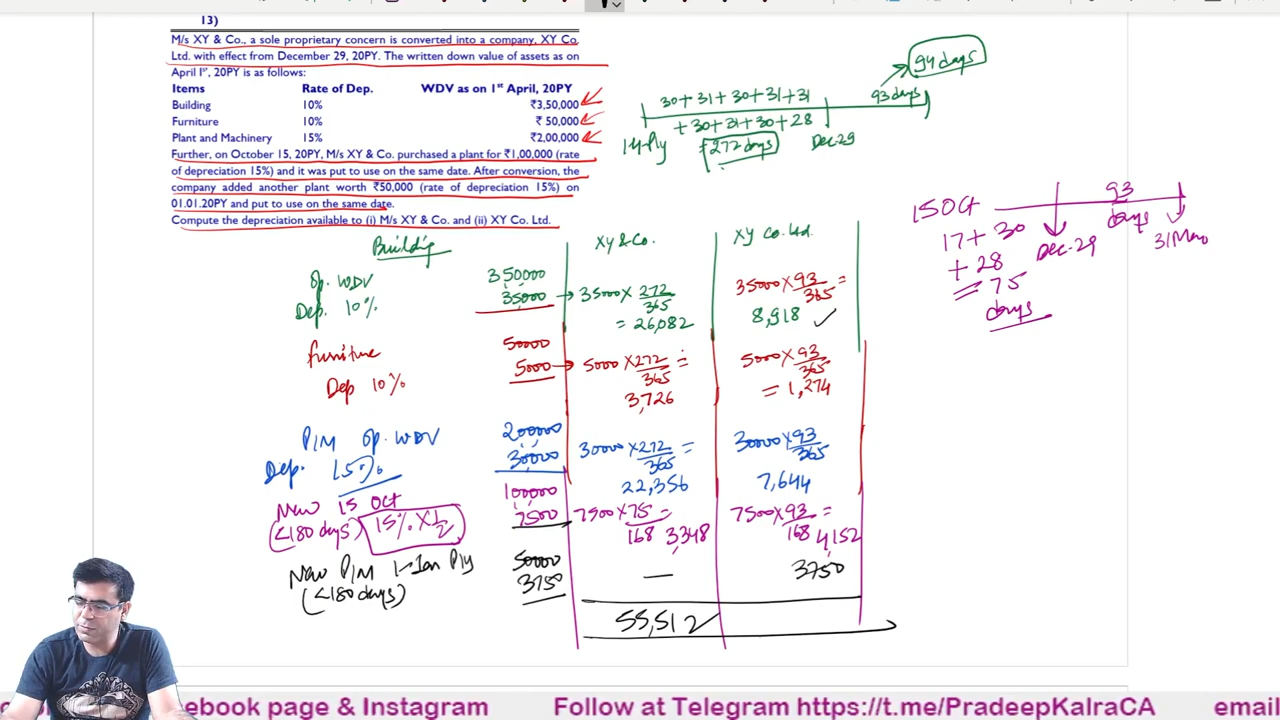 13)
M/s XY & Co., a sole proprietary concern is converted into a company, XY Co.
Ltd. with effect from December 29, 20PY. The written down value of assets as on
April 1st, 20PY is as follows:
Items Rate of Dep. WDV as on 1st April, 20PY
Building 10% ₹3,50,000
Furniture 10% ₹ 50,000
Plant and Machinery 15% ₹2,00,000
Further, on October 15, 20PY, M/s XY & Co. purchased a plant for ₹1,00,000 (rate
of depreciation 15%) and it was put to use on the same date. After conversion, the
company added another plant worth ₹50,000 (rate of depreciation 15%) on
01.01.20PY and put to use on the same date.
Compute the depreciation available to (i) M/s XY & Co. and (ii) XY Co. Ltd.
94 days
30+31+30+31+31 93 days
+30+31+30+28
Dec-29
272 days
15 Oct 93 days
17+30 Dec-29 31 Mar
+28
= 75
days
Building XY & Co. XY Co. Ltd.
Op. WDV 350000
Dep. 10% 35,000 → 35000 × 272/365 35000 × 93/365 =
= 26,082 8,918 ✓
Furniture 50000
Dep 10% 5000 → 5000 × 272/365 = 5000 × 93/365
3,726 = 1,274
P/M Op. WDV 200000
Dep. 15% 30,000 30000 × 272/365 = 30000 × 93/365
22,356 7,644
New 15 Oct 100000
(<180 days) 15% × 1/2 7500 7500 × 75/168 = 3348 7500 × 93/168 = 4152
New P/M 1-Jan P/y 50000
(<180 days) 3750 — 3750
55,512 ✓
cebook page & Instagram Follow at Telegram https://t.me/PradeepKalraCA email